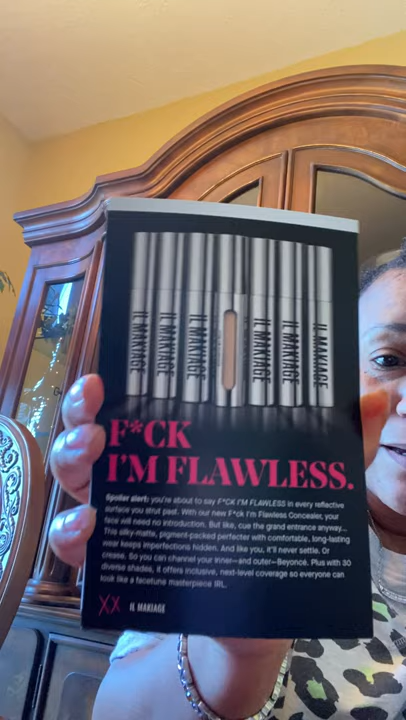 IL MAKIAGE
IL MAKIAGE
IL MAKIAGE
IL MAKIAGE
IL MAKIAGE
IL MAKIAGE
F*CK
I'M FLAWLESS.
Spoiler alert: you're about to say F*CK I'M FLAWLESS in every reflective
surface you strut past. With our new F*ck I'm Flawless Concealer, your
face will need no introduction. But like, cue the grand entrance anyway...
This silky-matte, pigment-packed perfecter with comfortable, long-lasting
wear keeps imperfections hidden. And like you, it'll never settle. Or
crease. So you can channel your inner—and outer—Beyoncé. Plus with 30
diverse shades, it offers inclusive, next-level coverage so everyone can
look like a facetune masterpiece IRL.
XX IL MAKIAGE